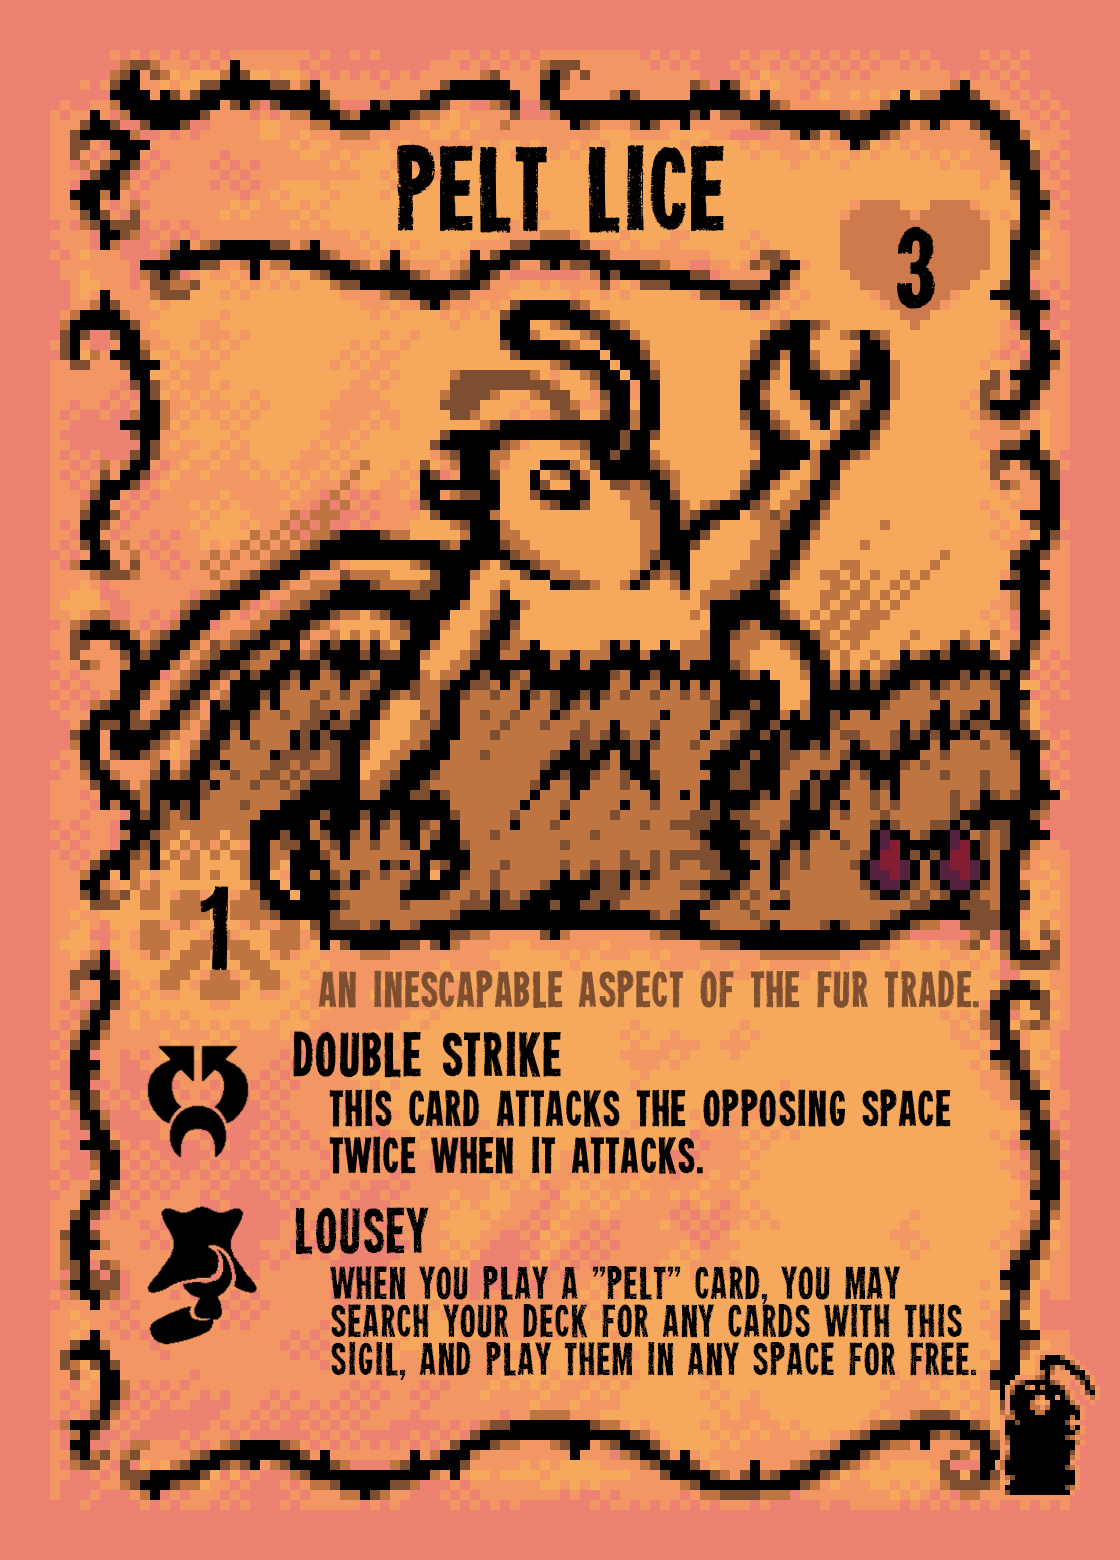 PELT LICE
3
1
AN INESCAPABLE ASPECT OF THE FUR TRADE.
DOUBLE STRIKE
THIS CARD ATTACKS THE OPPOSING SPACE
TWICE WHEN IT ATTACKS.
LOUSEY
WHEN YOU PLAY A "PELT" CARD, YOU MAY
SEARCH YOUR DECK FOR ANY CARDS WITH THIS
SIGIL, AND PLAY THEM IN ANY SPACE FOR FREE.